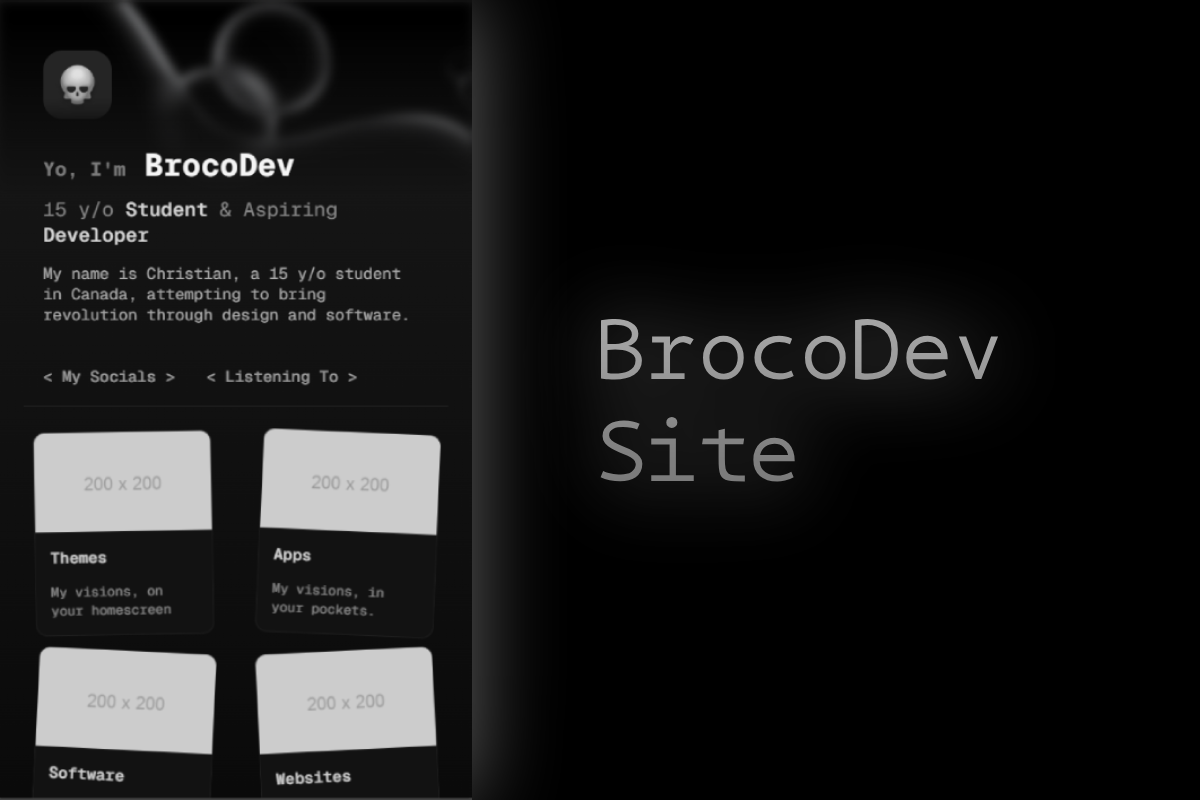 Yo, I'm BrocoDev
15 y/o Student & Aspiring
Developer
My name is Christian, a 15 y/o student
in Canada, attempting to bring
revolution through design and software.
< My Socials > < Listening To >
200 x 200
Themes
My visions, on
your homescreen
200 x 200
Apps
My visions, in
your pockets.
200 x 200
Software
200 x 200
Websites
BrocoDev
Site